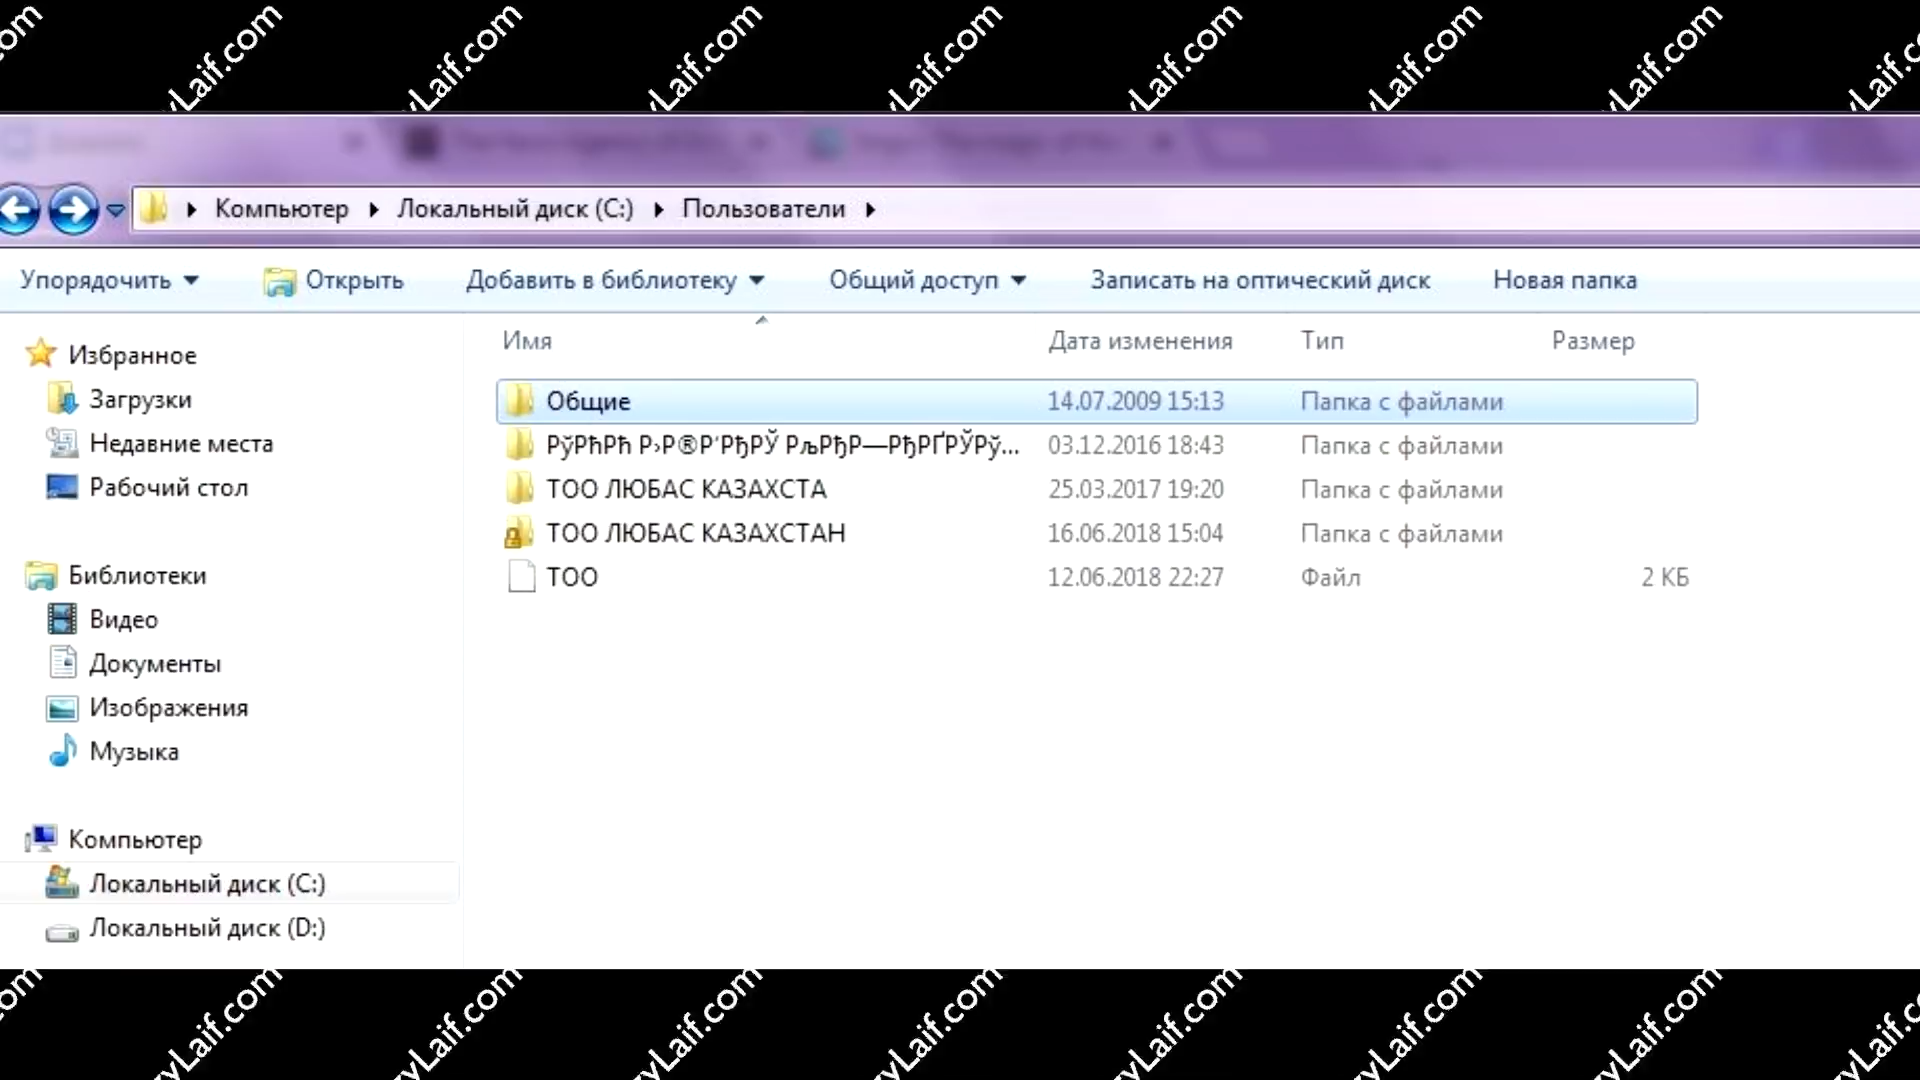 Компьютер ▸ Локальный диск (C:) ▸ Пользователи ▸
Упорядочить Открыть Добавить в библиотеку Общий доступ Записать на оптический диск Новая папка
Имя Дата изменения Тип Размер
Общие 14.07.2009 15:13 Папка с файлами
РўРћРћ Р›Р®Р‘РђРЎ РљРђР—РђРҐРЎРў... 03.12.2016 18:43 Папка с файлами
ТОО ЛЮБАС КАЗАХСТА 25.03.2017 19:20 Папка с файлами
ТОО ЛЮБАС КАЗАХСТАН 16.06.2018 15:04 Папка с файлами
ТОО 12.06.2018 22:27 Файл 2 КБ
Избранное
Загрузки
Недавние места
Рабочий стол
Библиотеки
Видео
Документы
Изображения
Музыка
Компьютер
Локальный диск (C:)
Локальный диск (D:)